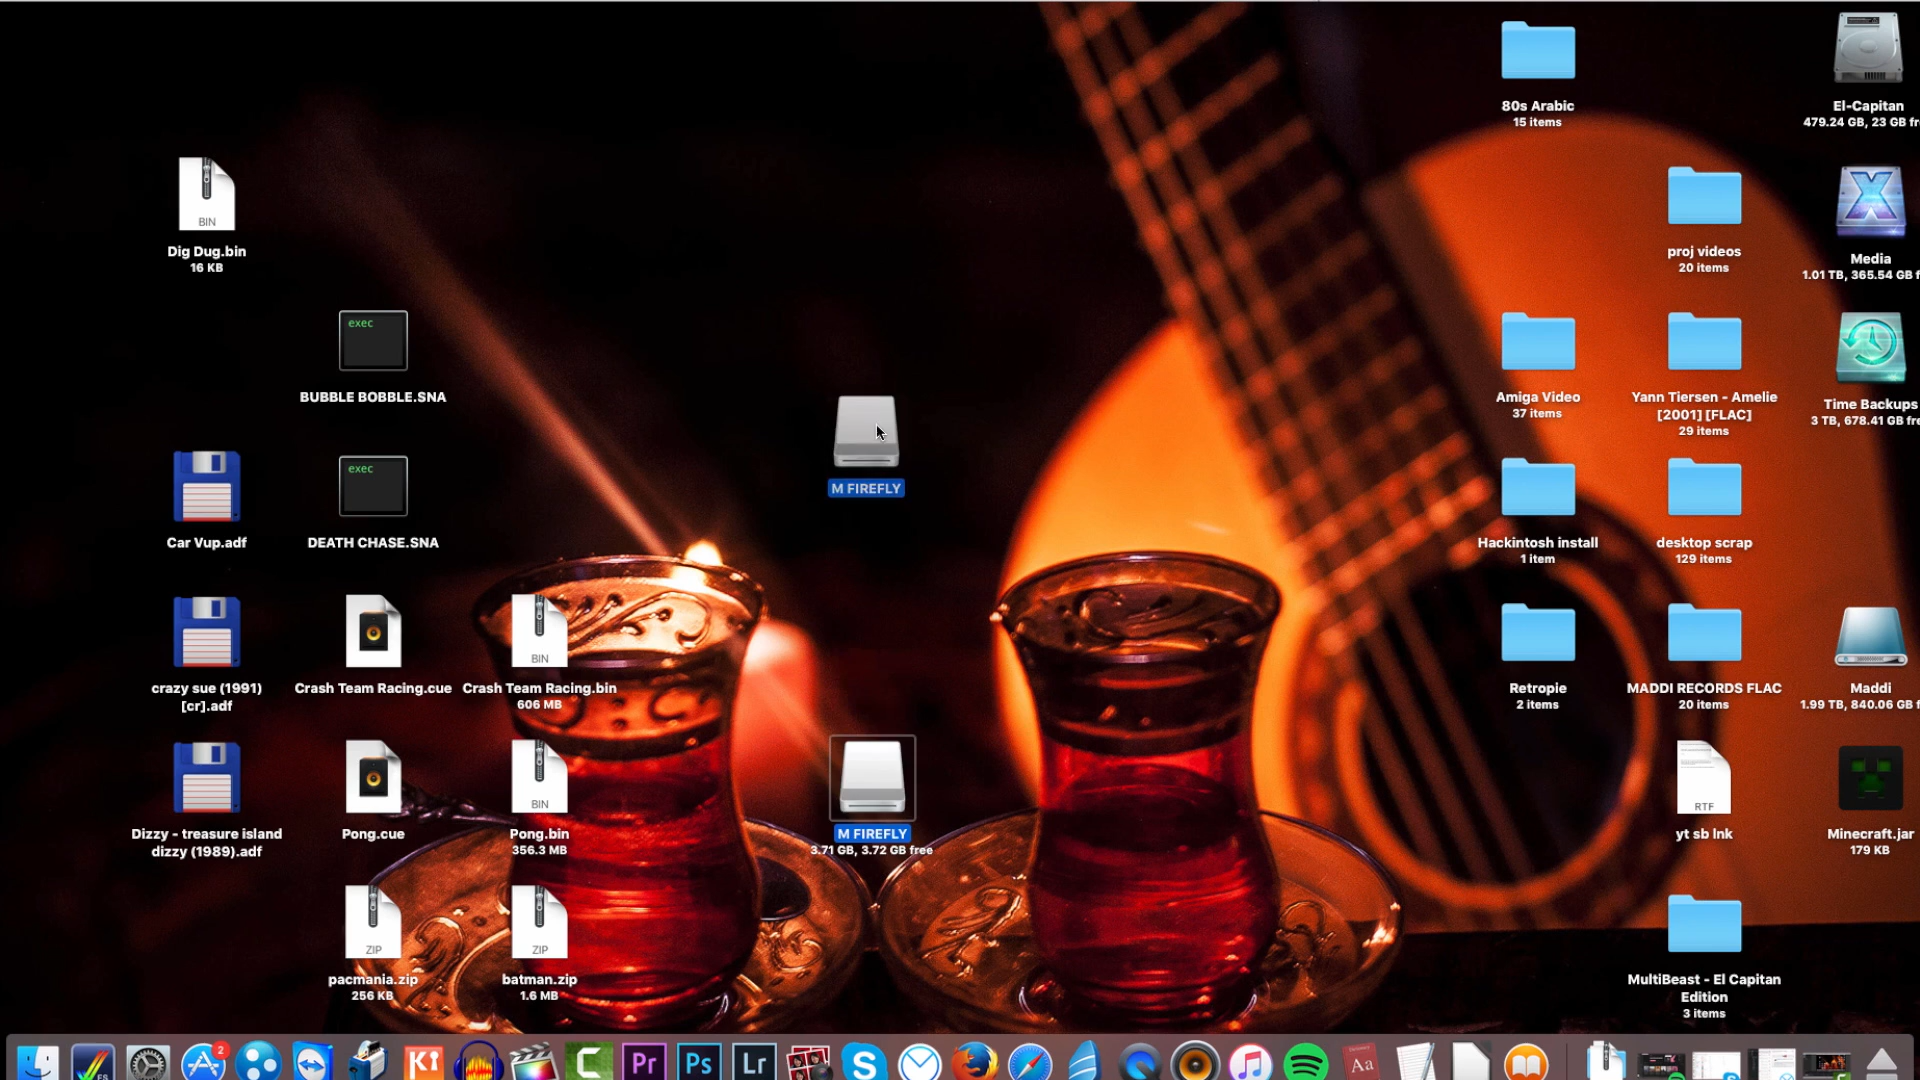 80s Arabic
15 items
El-Capitan
479.24 GB, 23 GB fr
BIN
Dig Dug.bin
16 KB
proj videos
20 items
Media
1.01 TB, 365.54 GB f
exec
BUBBLE BOBBLE.SNA
Amiga Video
37 items
Yann Tiersen - Amelie
[2001] [FLAC]
29 items
Time Backups
3 TB, 678.41 GB fre
M FIREFLY
Car Vup.adf
exec
DEATH CHASE.SNA
Hackintosh install
1 item
desktop scrap
129 items
crazy sue (1991)
[cr].adf
Crash Team Racing.cue
BIN
Crash Team Racing.bin
606 MB
Retropie
2 items
MADDI RECORDS FLAC
20 items
Maddi
1.99 TB, 840.06 GB f
Dizzy - treasure island
dizzy (1989).adf
Pong.cue
BIN
Pong.bin
356.3 MB
M FIREFLY
3.71 GB, 3.72 GB free
RTF
yt sb lnk
Minecraft.jar
179 KB
ZIP
pacmania.zip
256 KB
ZIP
batman.zip
1.6 MB
MultiBeast - El Capitan
Edition
3 items
FS
2
Ki
C
Pr
Ps
Lr
S
Aa